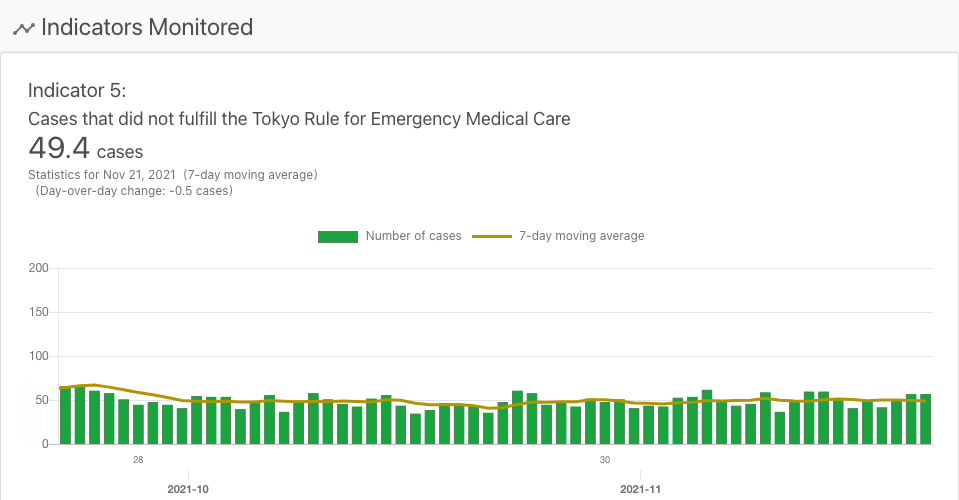 Indicators Monitored
Indicator 5:
Cases that did not fulfill the Tokyo Rule for Emergency Medical Care
49.4 cases
Statistics for Nov 21, 2021 (7-day moving average)
(Day-over-day change: -0.5 cases)
Number of cases 7-day moving average
200
150
100
50
0
28 30
2021-10 2021-11